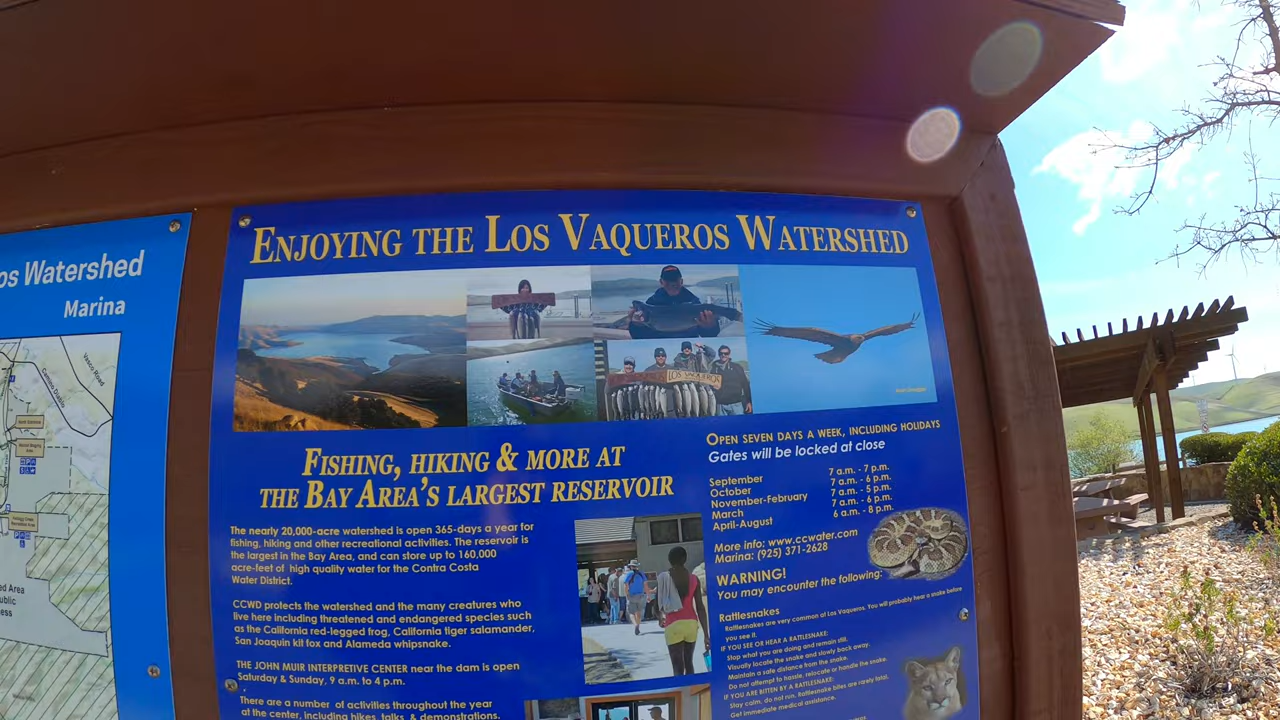 os Watershed
Marina
Vasco Road
Camino Diablo
ENJOYING THE LOS VAQUEROS WATERSHED
LOS VAQUEROS
FISHING, HIKING & MORE AT
THE BAY AREA'S LARGEST RESERVOIR
The nearly 20,000-acre watershed is open 365-days a year for
fishing, hiking and other recreational activities. The reservoir is
the largest in the Bay Area, and can store up to 160,000
acre-feet of high quality water for the Contra Costa
Water District.
CCWD protects the watershed and the many creatures who
live here including threatened and endangered species such
as the California red-legged frog, California tiger salamander,
San Joaquin kit fox and Alameda whipsnake.
THE JOHN MUIR INTERPRETIVE CENTER near the dam is open
Saturday & Sunday, 9 a.m. to 4 p.m.
There are a number of activities throughout the year
at the center, including hikes, talks & demonstrations.
OPEN SEVEN DAYS A WEEK, INCLUDING HOLIDAYS
Gates will be locked at close
September 7 a.m. - 7 p.m.
October 7 a.m. - 6 p.m.
November-February 7 a.m. - 5 p.m.
March 7 a.m. - 6 p.m.
April-August 6 a.m. - 8 p.m.
More info: www.ccwater.com
Marina: (925) 371-2628
WARNING!
You may encounter the following:
Rattlesnakes
Rattlesnakes are very common at Los Vaqueros. You will probably hear a snake before
you see it.
IF YOU SEE OR HEAR A RATTLESNAKE:
Stop what you are doing and remain still.
Visually locate the snake and slowly back away.
Maintain a safe distance from the snake.
Do not attempt to hassle, relocate or handle the snake.
IF YOU ARE BITTEN BY A RATTLESNAKE:
Stay calm, do not run. Rattlesnake bites are rarely fatal.
Get immediate medical assistance.